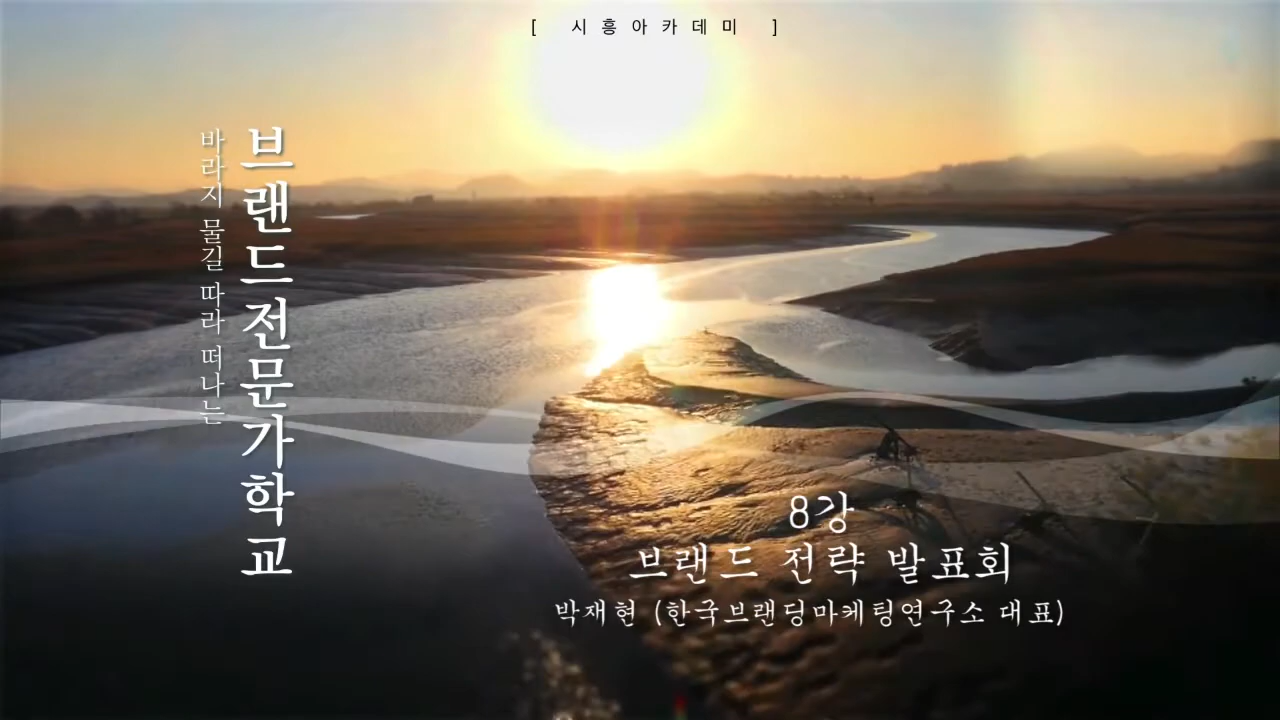 [ 시흥아카데미 ]
브랜드전문가학교
바라지 물길 따라 떠나는
8강
브랜드 전략 발표회
박재현 (한국브랜딩마케팅연구소 대표)